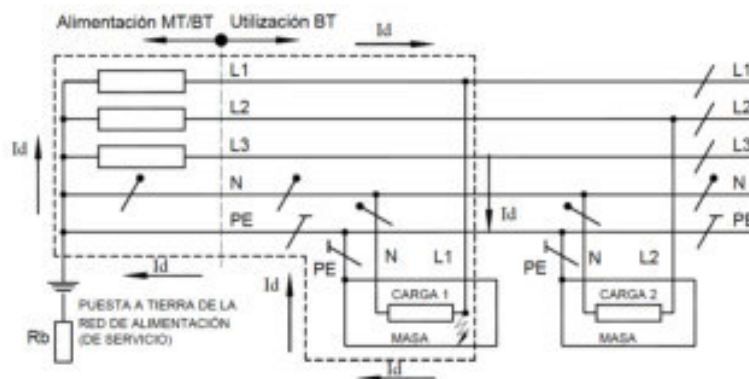 Alimentación MT/BT Utilización BT
Id
L1 L1
L2 L2
L3 L3
Id
N N
Id
PE PE
Id
PE N L1 PE N L2
Id
CARGA 1 CARGA 2
PUESTA A TIERRA DE LA
RED DE ALIMENTACIÓN
(DE SERVICIO)
Rb
MASA MASA
Id